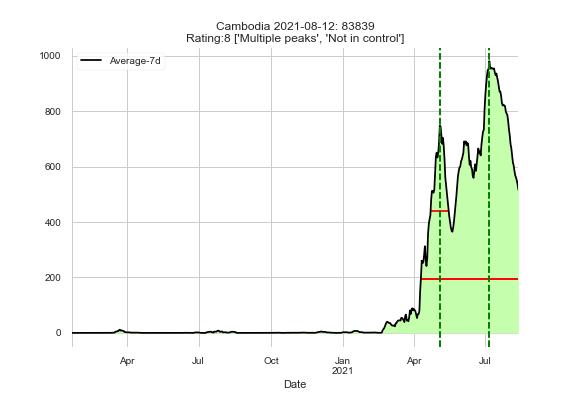 Cambodia 2021-08-12: 83839
Rating:8 ['Multiple peaks', 'Not in control']
Average-7d
1000
800
600
400
200
0
Apr Jul Oct Jan Apr Jul
2021
Date